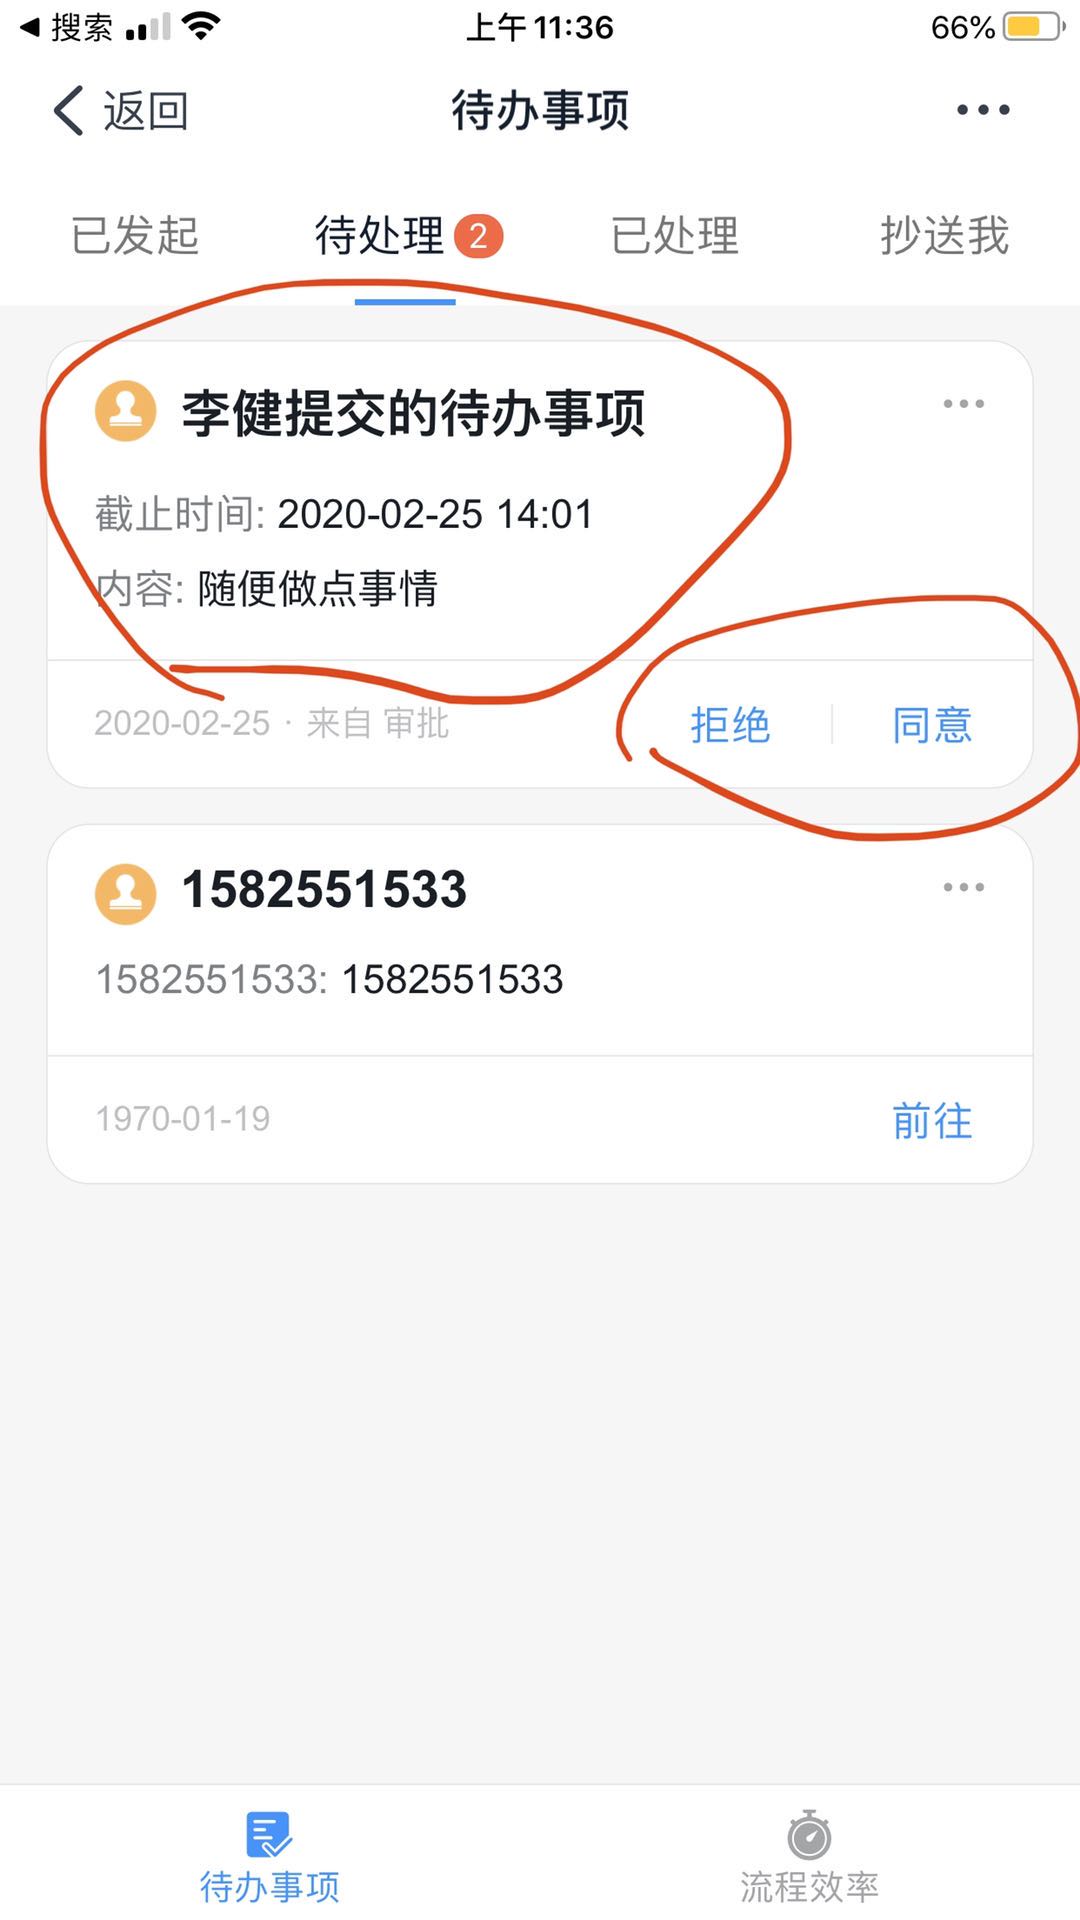 搜索 上午11:36 66%
返回 待办事项
已发起 待处理 2 已处理 抄送我
李健提交的待办事项
截止时间: 2020-02-25 14:01
内容: 随便做点事情
2020-02-25 · 来自 审批 拒绝 同意
1582551533
1582551533: 1582551533
1970-01-19 前往
待办事项 流程效率